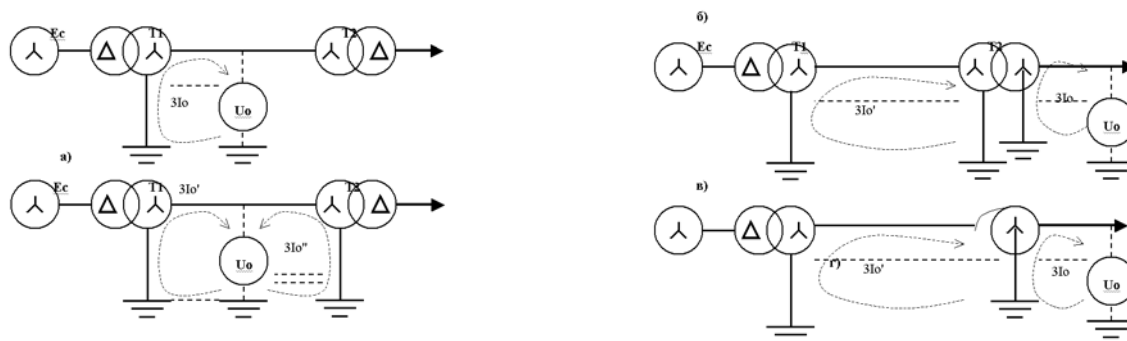 Ec T1 T2
3Io
Uo
а)
Ec T1 3Io' T2
3Io''
Uo
б)
Ec T1 T2
3Io' 3Io
Uo
в)
г)
3Io' 3Io
Uo